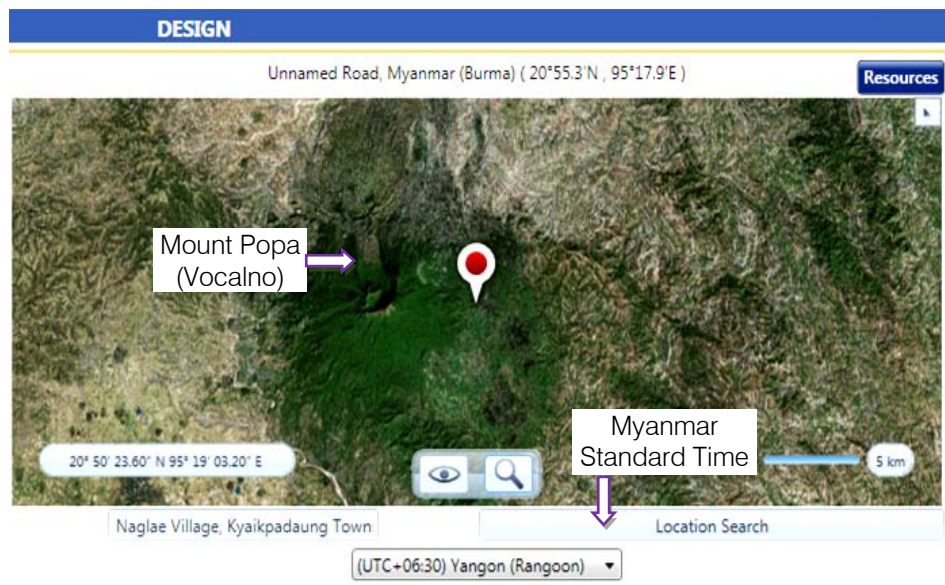 DESIGN
Unnamed Road, Myanmar (Burma) ( 20°55.3'N , 95°17.9'E )
Resources
Mount Popa
(Vocalno)
Myanmar
Standard Time
20° 50' 23.60" N 95° 19' 03.20" E
5 km
Naglae Village, Kyaikpadaung Town
Location Search
(UTC+06:30) Yangon (Rangoon)